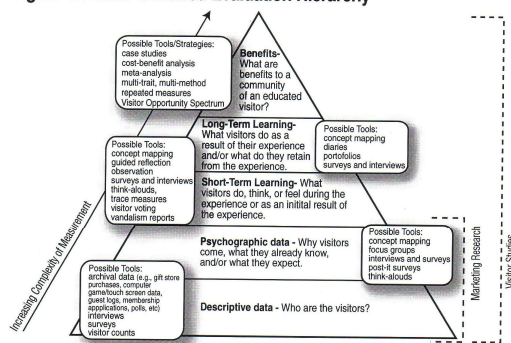 Evaluation Hierarchy
Possible Tools/Strategies:
case studies
cost-benefit analysis
meta-analysis
multi-trait, multi-method
repeated measures
Visitor Opportunity Spectrum
Benefits-
What are
benefits to a
community
of an educated
visitor?
Long-Term Learning-
What visitors do as a
result of their experience
and/or what do they retain
from the experience.
Possible Tools:
concept mapping
diaries
portofolios
surveys and interviews
Possible Tools:
concept mapping
guided reflection
observation
surveys and interviews
think-alouds,
trace measures
visitor voting
vandalism reports
Short-Term Learning- What
visitors do, think, or feel during the
experience or as an initital result of
the experience.
Psychographic data - Why visitors
come, what they already know,
and/or what they expect.
Possible Tools:
concept mapping
focus groups
interviews and surveys
post-it surveys
think-alouds
Possible Tools:
archival data (e.g., gift store
purchases, computer
game/touch screen data,
guest logs, membership
appplications, polls, etc)
interviews
surveys
visitor counts
Descriptive data - Who are the visitors?
Increasing Complexity of Measurement
Marketing Research
Visitor Studies